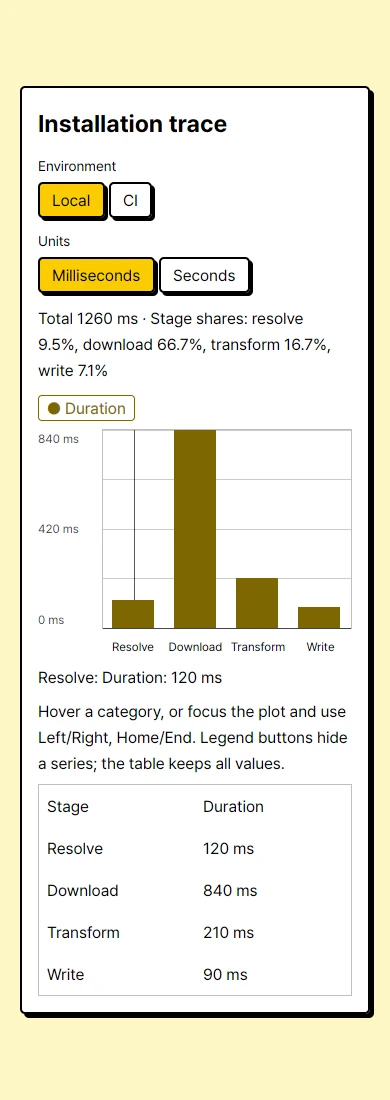 Installation trace
Environment
Local CI
Units
Milliseconds Seconds
Total 1260 ms · Stage shares: resolve
9.5%, download 66.7%, transform 16.7%,
write 7.1%
Duration
840 ms
420 ms
0 ms
Resolve Download Transform Write
Resolve: Duration: 120 ms
Hover a category, or focus the plot and use
Left/Right, Home/End. Legend buttons hide
a series; the table keeps all values.
Stage Duration
Resolve 120 ms
Download 840 ms
Transform 210 ms
Write 90 ms